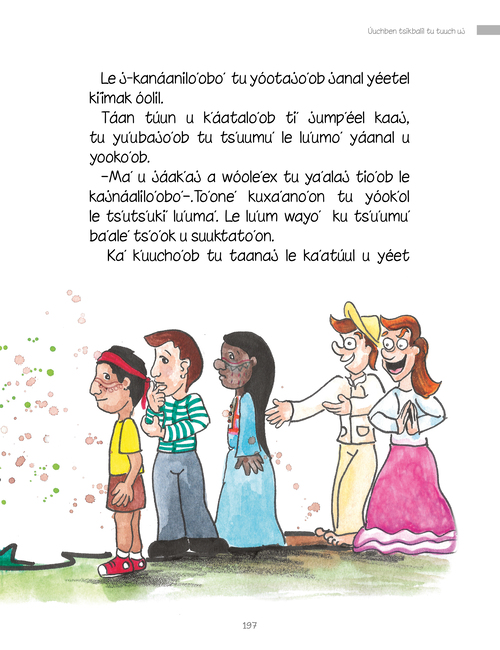 Úuchben tsikbalil tu tuuch uj
Le j-kanáanilo'obo' tu yóotajo'ob janal yéetel
ki'imak óolil.
Táan túun u k'áatalo'ob ti' jump'éel kaaj,
tu yu'ubajo'ob tu ts'uumu' le lu'umo' yáanal u
yooko'ob.
–Ma' u jáak'aj a wóole'ex tu ya'alaj tio'ob le
kajnáalilo'obo'–.To'one' kuxa'ano'on tu yóok'ol
le ts'uts'uki lu'uma'. Le lu'um wayo' ku ts'u'umu'
ba'ale' ts'o'ok u suuktato'on.
Ka' k'uucho'ob tu taanaj le ka'atúul u yéet
197